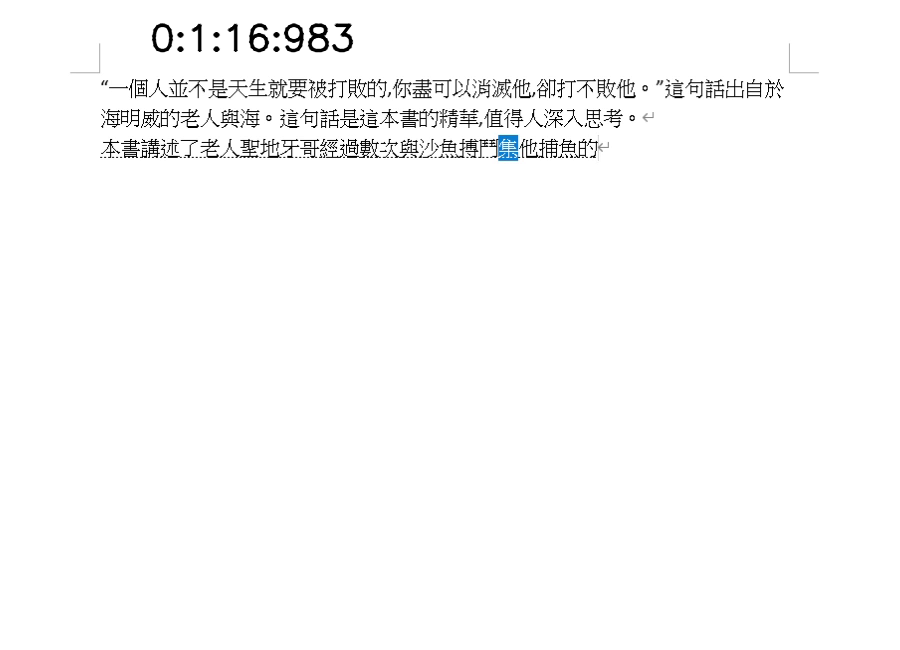 0:1:16:983
“一個人並不是天生就要被打敗的,你盡可以消滅他,卻打不敗他。”這句話出自於
海明威的老人與海。這句話是這本書的精華,值得人深入思考。
本書講述了老人聖地牙哥經過數次與沙魚搏鬥集他捕魚的